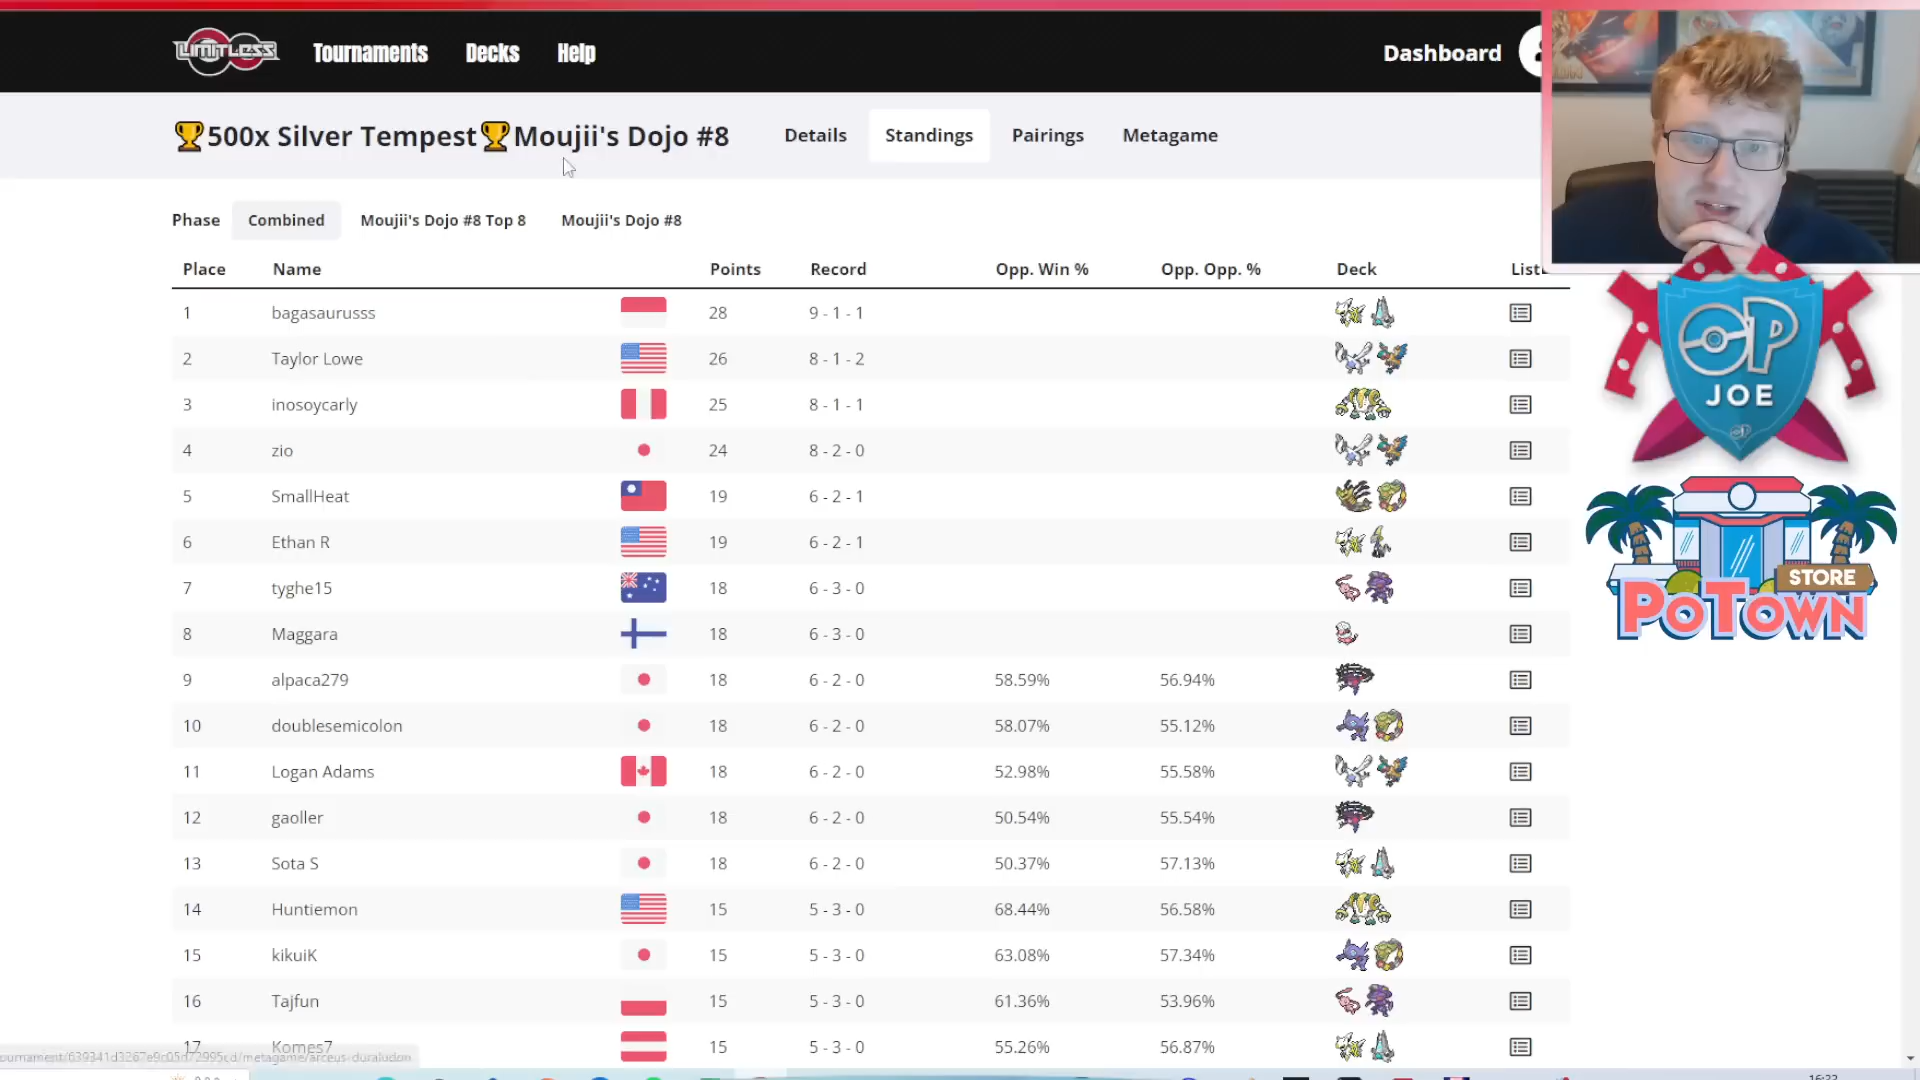 LIMITLESS Tournaments Decks Help Dashboard
🏆500x Silver Tempest🏆Moujii's Dojo #8 Details Standings Pairings Metagame
Phase Combined Moujii's Dojo #8 Top 8 Moujii's Dojo #8
Place Name Points Record Opp. Win % Opp. Opp. % Deck List
1 bagasaurusss 28 9 - 1 - 1
2 Taylor Lowe 26 8 - 1 - 2
3 inosoycarly 25 8 - 1 - 1
4 zio 24 8 - 2 - 0
5 SmallHeat 19 6 - 2 - 1
6 Ethan R 19 6 - 2 - 1
7 tyghe15 18 6 - 3 - 0
8 Maggara 18 6 - 3 - 0
9 alpaca279 18 6 - 2 - 0 58.59% 56.94%
10 doublesemicolon 18 6 - 2 - 0 58.07% 55.12%
11 Logan Adams 18 6 - 2 - 0 52.98% 55.58%
12 gaoller 18 6 - 2 - 0 50.54% 55.54%
13 Sota S 18 6 - 2 - 0 50.37% 57.13%
14 Huntiemon 15 5 - 3 - 0 68.44% 56.58%
15 kikuiK 15 5 - 3 - 0 63.08% 57.34%
16 Tajfun 15 5 - 3 - 0 61.36% 53.96%
17 Komes7 15 5 - 3 - 0 55.26% 56.87%
OP
JOE
STORE
POTOWN